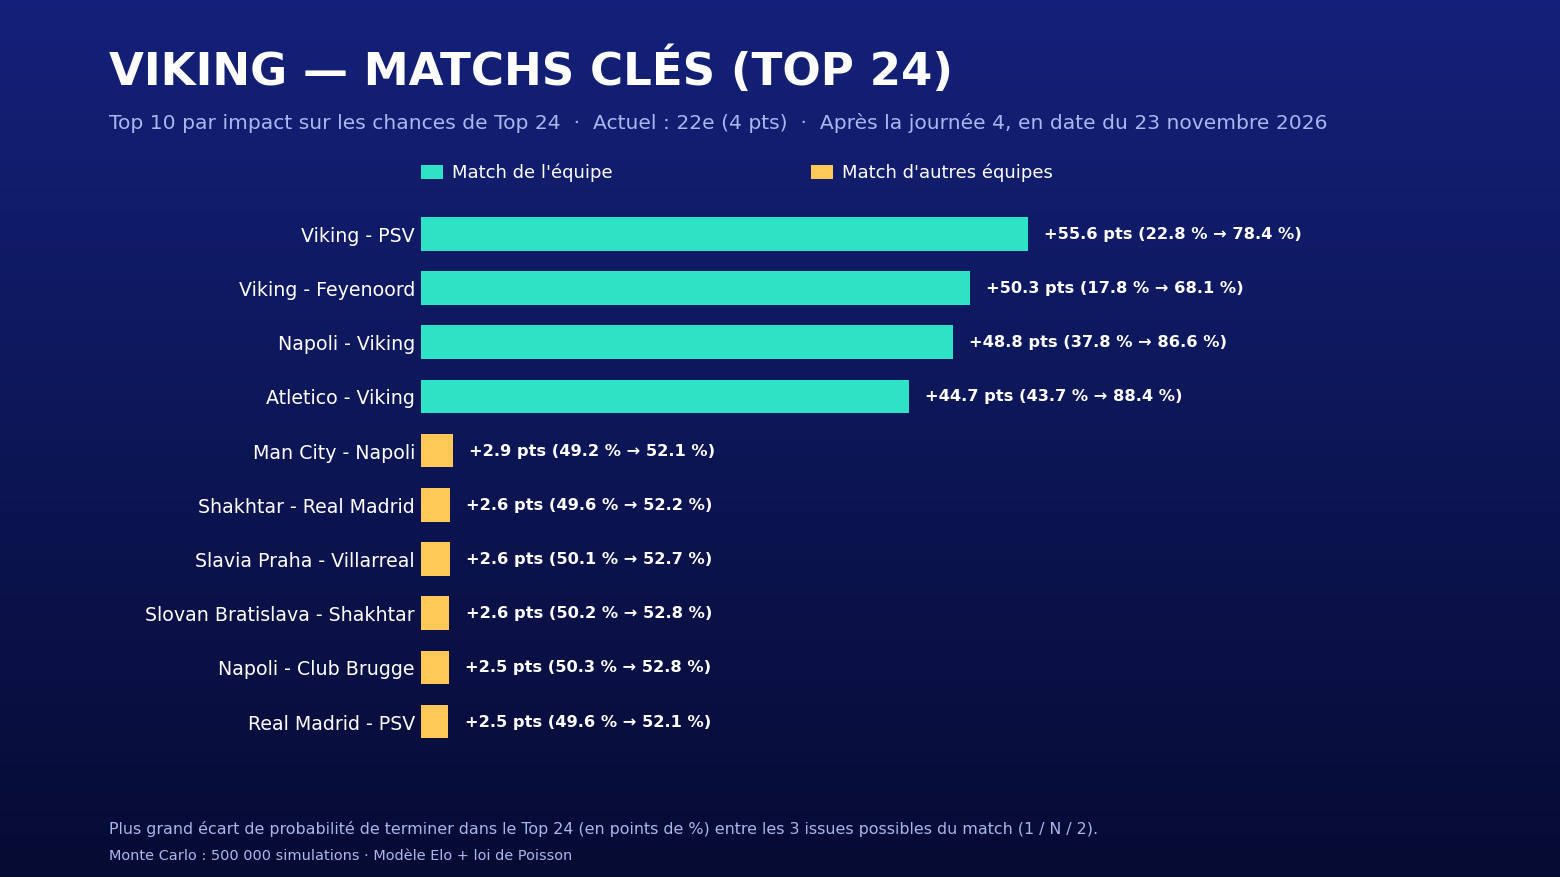 VIKING — MATCHS CLÉS (TOP 24)
Top 10 par impact sur les chances de Top 24 · Actuel : 22e (4 pts) · Après la journée 4, en date du 23 novembre 2026
Match de l'équipe
Match d'autres équipes
Viking - PSV +55.6 pts (22.8 % → 78.4 %)
Viking - Feyenoord +50.3 pts (17.8 % → 68.1 %)
Napoli - Viking +48.8 pts (37.8 % → 86.6 %)
Atletico - Viking +44.7 pts (43.7 % → 88.4 %)
Man City - Napoli +2.9 pts (49.2 % → 52.1 %)
Shakhtar - Real Madrid +2.6 pts (49.6 % → 52.2 %)
Slavia Praha - Villarreal +2.6 pts (50.1 % → 52.7 %)
Slovan Bratislava - Shakhtar +2.6 pts (50.2 % → 52.8 %)
Napoli - Club Brugge +2.5 pts (50.3 % → 52.8 %)
Real Madrid - PSV +2.5 pts (49.6 % → 52.1 %)
Plus grand écart de probabilité de terminer dans le Top 24 (en points de %) entre les 3 issues possibles du match (1 / N / 2).
Monte Carlo : 500 000 simulations · Modèle Elo + loi de Poisson